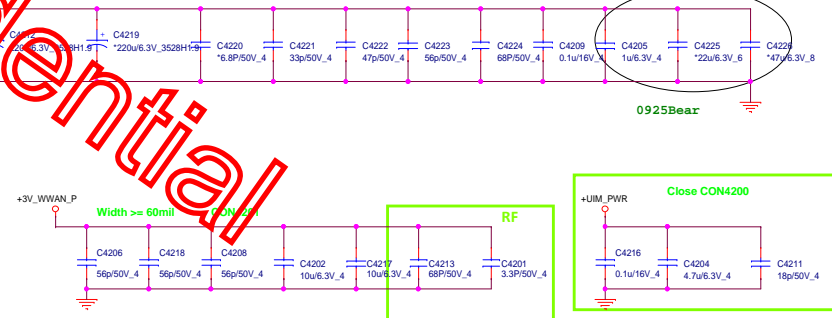 C4219
*220u/6.3V_3528H1.9
C4220
*6.8P/50V_4
C4221
33p/50V_4
C4222
47p/50V_4
C4223
56p/50V_4
C4224
68P/50V_4
C4209
0.1u/16V_4
C4205
1u/6.3V_4
C4225
*22u/6.3V_6
C4226
*47u/6.3V_8
0925Bear
ential
+3V_WWAN_P
Width >= 60mil
RF
C4206
56p/50V_4
C4218
56p/50V_4
C4208
56p/50V_4
C4202
10u/6.3V_4
C4217
10u/6.3V_4
C4213
68P/50V_4
C4201
3.3P/50V_4
Close CON4200
+UIM_PWR
C4216
0.1u/16V_4
C4204
4.7u/6.3V_4
C4211
18p/50V_4